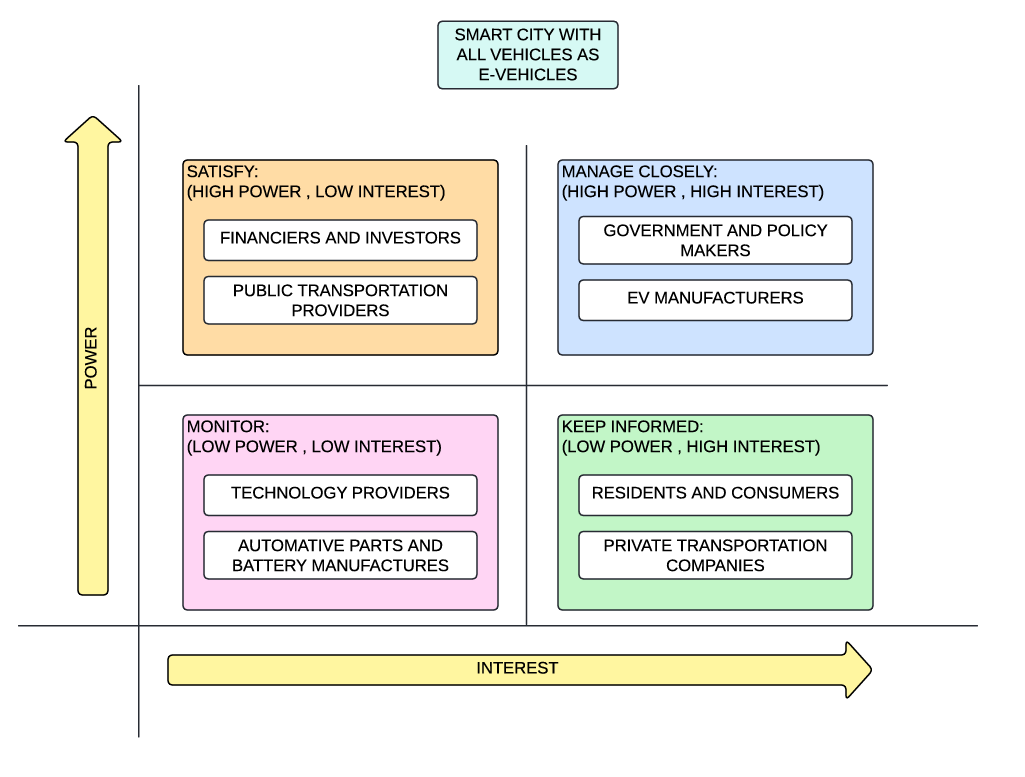 SMART CITY WITH
ALL VEHICLES AS
E-VEHICLES
SATISFY:
(HIGH POWER , LOW INTEREST)
FINANCIERS AND INVESTORS
PUBLIC TRANSPORTATION
PROVIDERS
MANAGE CLOSELY:
(HIGH POWER , HIGH INTEREST)
GOVERNMENT AND POLICY
MAKERS
EV MANUFACTURERS
POWER
MONITOR:
(LOW POWER , LOW INTEREST)
TECHNOLOGY PROVIDERS
AUTOMATIVE PARTS AND
BATTERY MANUFACTURES
KEEP INFORMED:
(LOW POWER , HIGH INTEREST)
RESIDENTS AND CONSUMERS
PRIVATE TRANSPORTATION
COMPANIES
INTEREST